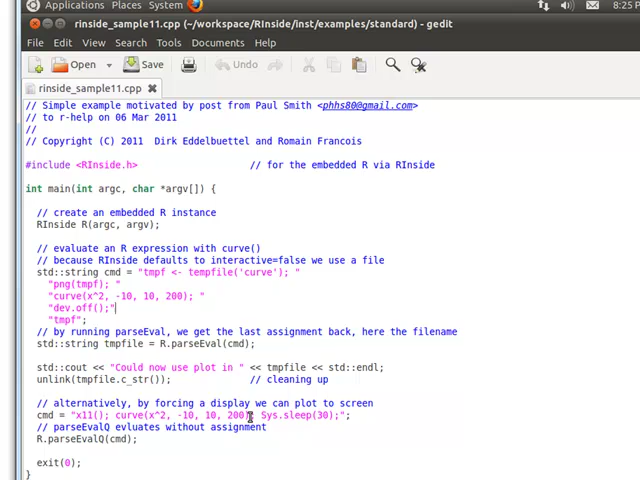 Applications Places System 8:25 P
rinside_sample11.cpp (~/workspace/RInside/inst/examples/standard) - gedit
File Edit View Search Tools Documents Help
Open Save Undo
rinside_sample11.cpp
// Simple example motivated by post from Paul Smith <phhs80@gmail.com>
// to r-help on 06 Mar 2011
//
// Copyright (C) 2011 Dirk Eddelbuettel and Romain Francois
#include <RInside.h> // for the embedded R via RInside
int main(int argc, char *argv[]) {
// create an embedded R instance
RInside R(argc, argv);
// evaluate an R expression with curve()
// because RInside defaults to interactive=false we use a file
std::string cmd = "tmpf <- tempfile('curve'); "
"png(tmpf); "
"curve(x^2, -10, 10, 200); "
"dev.off();"
"tmpf";
// by running parseEval, we get the last assignment back, here the filename
std::string tmpfile = R.parseEval(cmd);
std::cout << "Could now use plot in " << tmpfile << std::endl;
unlink(tmpfile.c_str()); // cleaning up
// alternatively, by forcing a display we can plot to screen
cmd = "x11(); curve(x^2, -10, 10, 200); Sys.sleep(30);";
// parseEvalQ evluates without assignment
R.parseEvalQ(cmd);
exit(0);
}